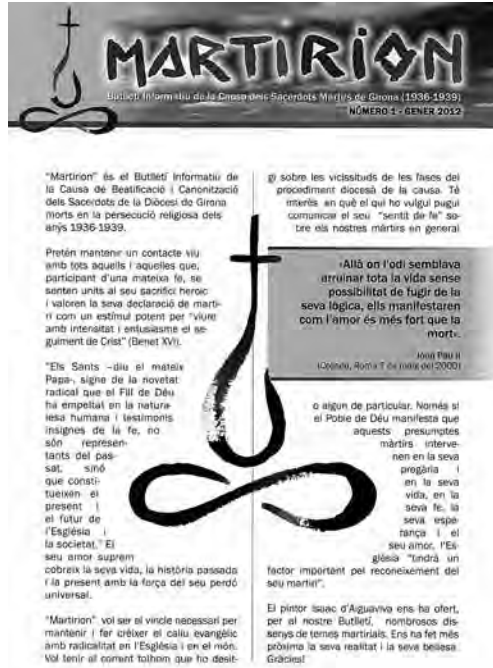 MARTIRION
Butlletí Informatiu de la Causa dels Sacerdots Màrtirs de Girona (1936-1939)
NÚMERO 1 - GENER 2012
"Martirion" és el Butlletí Informatiu de
la Causa de Beatificació i Canonització
dels Sacerdots de la Diòcesi de Girona
morts en la persecució religiosa dels
anys 1936-1939.
Pretén mantenir un contacte viu
amb tots aquells i aquelles que,
participant d'una mateixa fe, se
senten units al seu sacrifici heroic
i valoren la seva declaració de marti-
ri com un estímul potent per "viure
amb intensitat i entusiasme el se-
guiment de Crist" (Benet XVI).
"Els Sants –diu el mateix
Papa-, signe de la novetat
radical que el Fill de Déu
ha empeltat en la natura-
lesa humana i testimonis
insignes de la fe, no
són represen-
tants del pas-
sat, sinó
que consti-
tueixen el
present i
el futur de
l'Església i
la societat." El
seu amor suprem
cobreix la seva vida, la història passada
i la present amb la força del seu perdó
universal.
"Martirion" vol ser el vincle necessari per
mantenir i fer créixer el caliu evangèlic
amb radicalitat en l'Església i en el món.
Vol tenir al corrent tothom que ho desit-
gi sobre les vicissituds de les fases del
procediment diocesà de la causa. Té
interès en què el qui ho vulgui pugui
comunicar el seu "sentit de fe" so-
bre els nostres màrtirs en general
«Allà on l'odi semblava
arruinar tota la vida sense
possibilitat de fugir de la
seva lògica, ells manifestaren
com l'amor és més fort que la
mort».
Joan Pau II
(Colosseu, Roma 7 de maig del 2000)
o algun de particular. Només si
el Poble de Déu manifesta que
aquests presumptes
màrtirs interve-
nen en la seva
pregària i
en la seva
vida, en la
seva fe, la
seva espe-
rança i el
seu amor, l'Es-
glésia "tindrà un
factor important pel reconeixement del
seu martiri".
El pintor Isaac d'Aiguaviva ens ha ofert,
per al nostre Butlletí, nombrosos dis-
senys de temes martirials. Ens ha fet més
pròxima la seva realitat i la seva bellesa.
Gràcies!